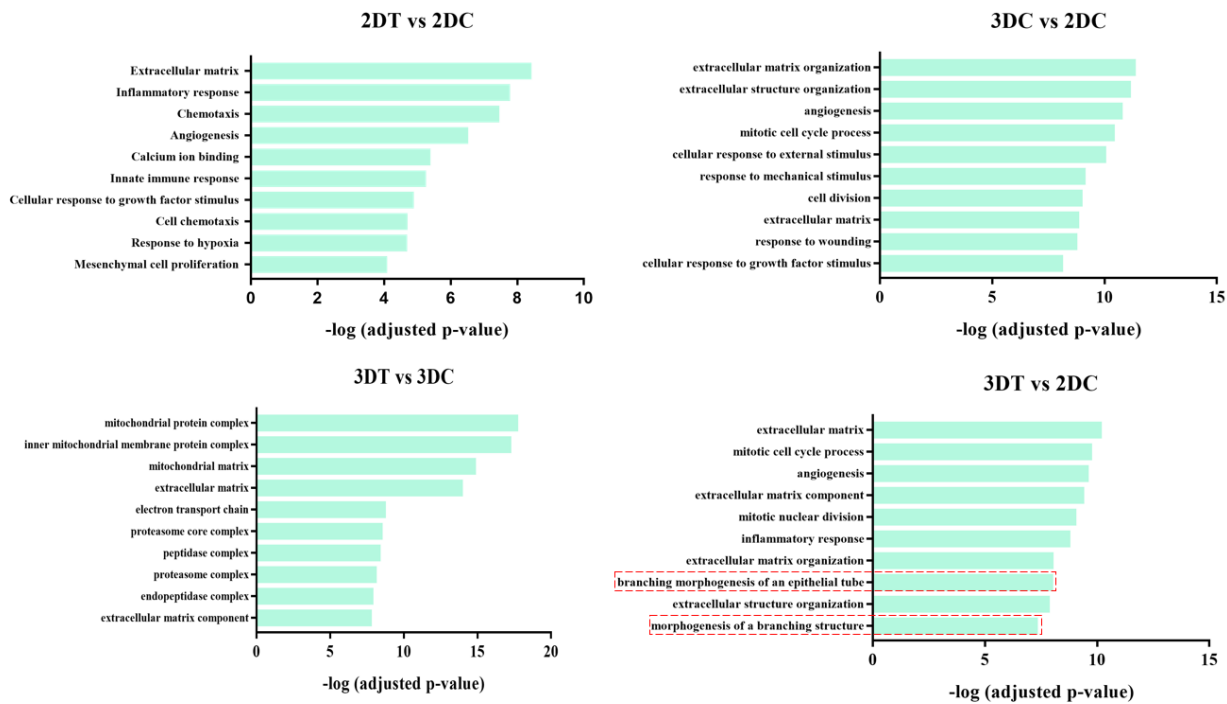 2DT vs 2DC
Extracellular matrix
Inflammatory response
Chemotaxis
Angiogenesis
Calcium ion binding
Innate immune response
Cellular response to growth factor stimulus
Cell chemotaxis
Response to hypoxia
Mesenchymal cell proliferation
0 2 4 6 8 10
-log (adjusted p-value)
3DC vs 2DC
extracellular matrix organization
extracellular structure organization
angiogenesis
mitotic cell cycle process
cellular response to external stimulus
response to mechanical stimulus
cell division
extracellular matrix
response to wounding
cellular response to growth factor stimulus
0 5 10 15
-log (adjusted p-value)
3DT vs 3DC
mitochondrial protein complex
inner mitochondrial membrane protein complex
mitochondrial matrix
extracellular matrix
electron transport chain
proteasome core complex
peptidase complex
proteasome complex
endopeptidase complex
extracellular matrix component
0 5 10 15 20
-log (adjusted p-value)
3DT vs 2DC
extracellular matrix
mitotic cell cycle process
angiogenesis
extracellular matrix component
mitotic nuclear division
inflammatory response
extracellular matrix organization
branching morphogenesis of an epithelial tube
extracellular structure organization
morphogenesis of a branching structure
0 5 10 15
-log (adjusted p-value)